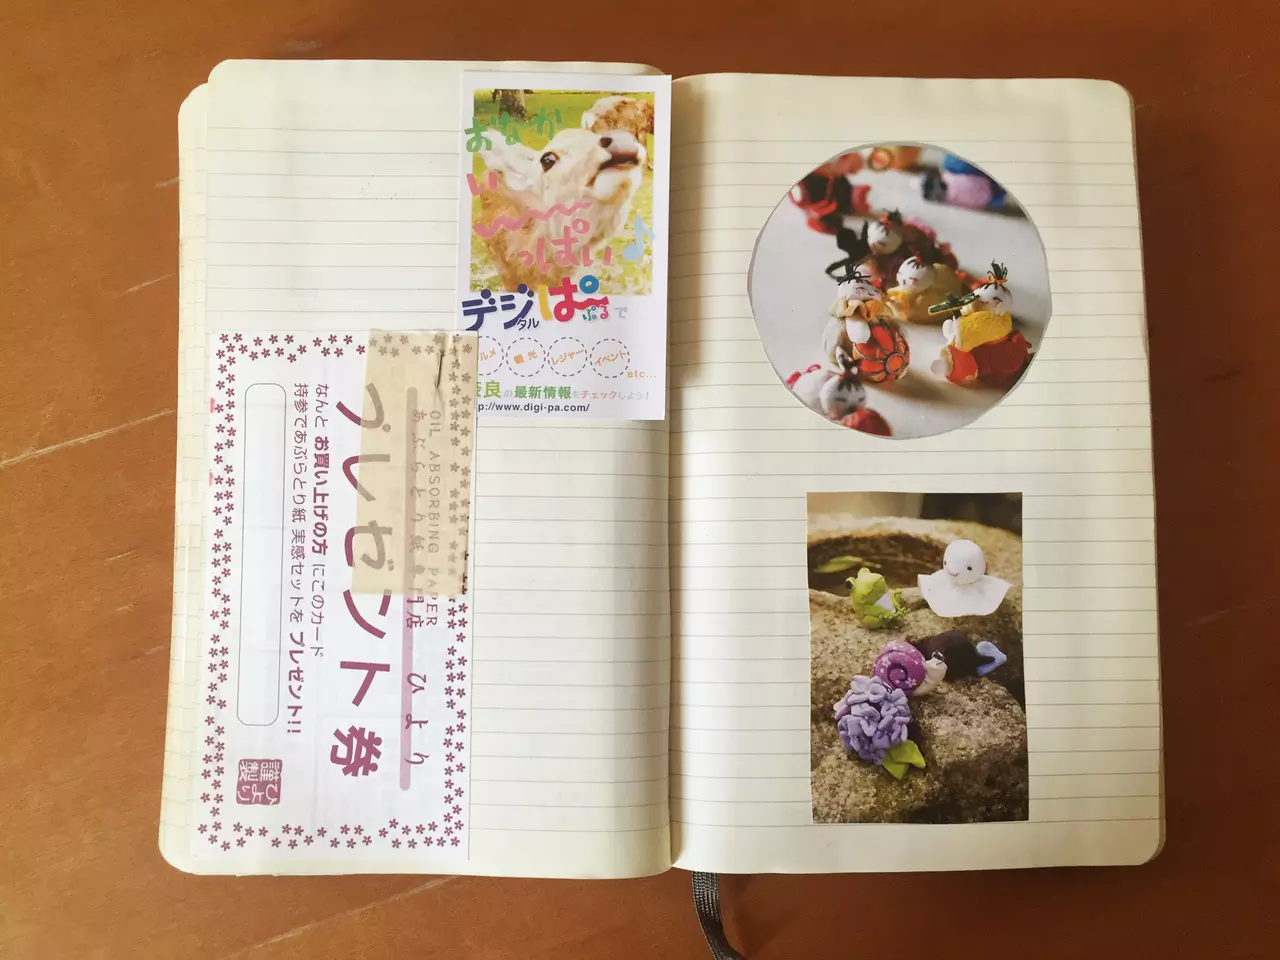 おなか
い〜
っぱい♪
デジタルぱぷるで
ルメ 観光 レジャー イベント
etc...
良の最新情報をチェックしよう！
tp://www.digi-pa.com/
OIL ABSORBING PAPER
あぶらとり紙専門店 ひより
プレゼント券
なんと お買い上げの方 にこのカード
持参であぶらとり紙 実感セットを プレゼント!!
謹製
ひより